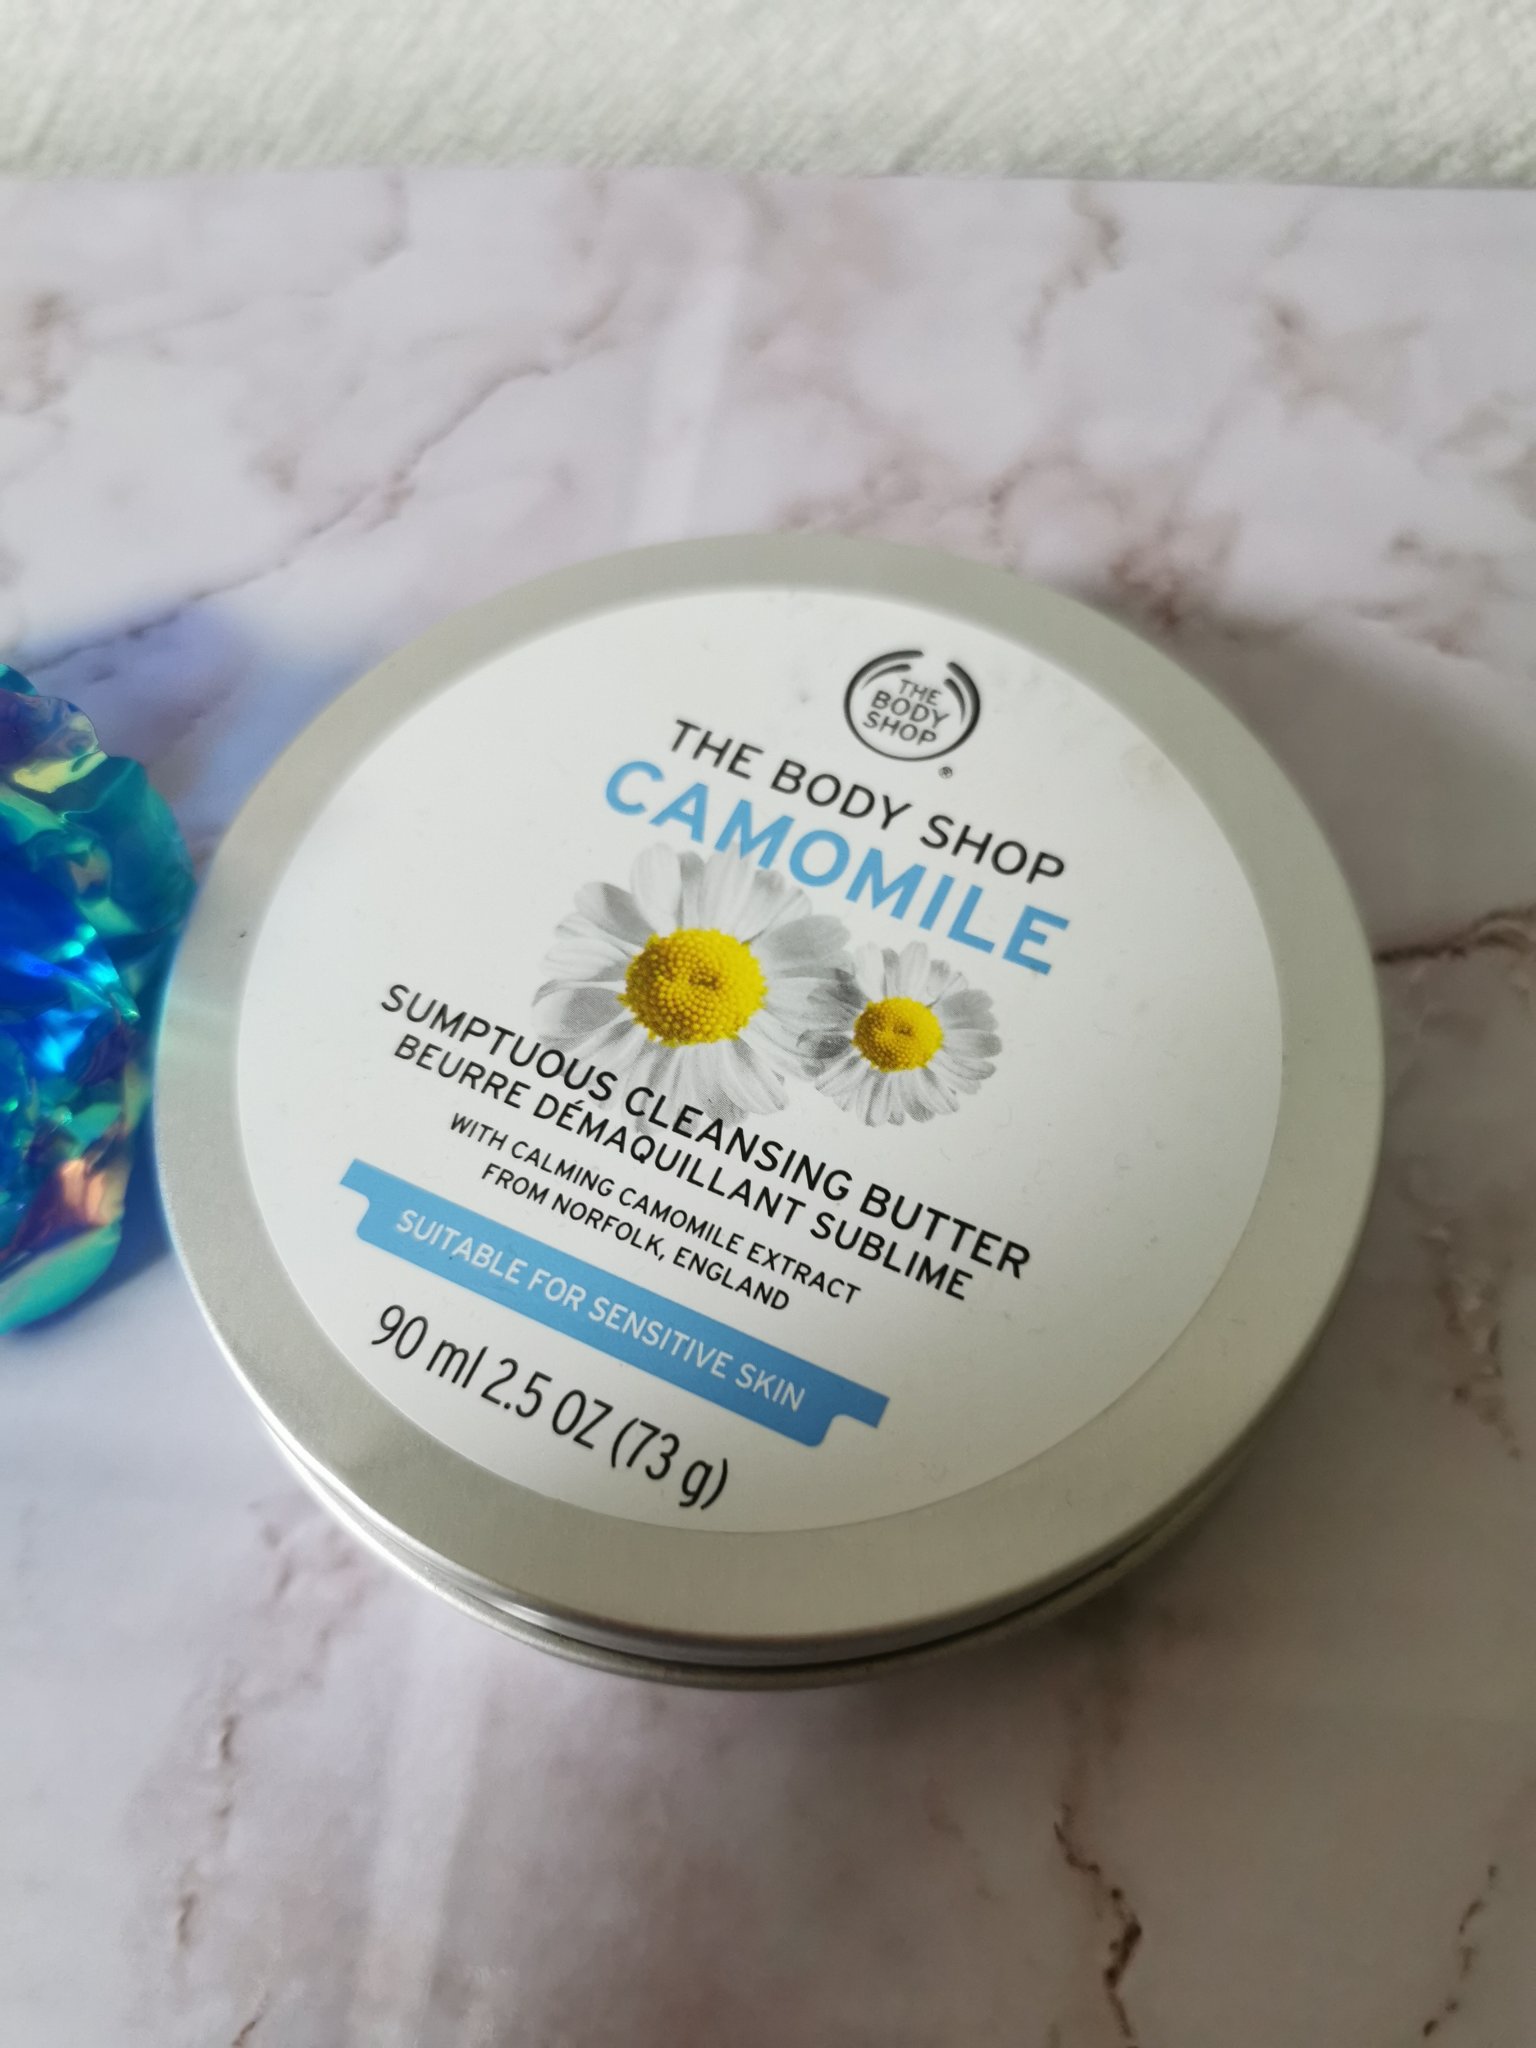 THE
BODY
SHOP
®
THE BODY SHOP
CAMOMILE
SUMPTUOUS CLEANSING BUTTER
BEURRE DÉMAQUILLANT SUBLIME
WITH CALMING CAMOMILE EXTRACT
FROM NORFOLK, ENGLAND
SUITABLE FOR SENSITIVE SKIN
90 ml 2.5 OZ (73 g)